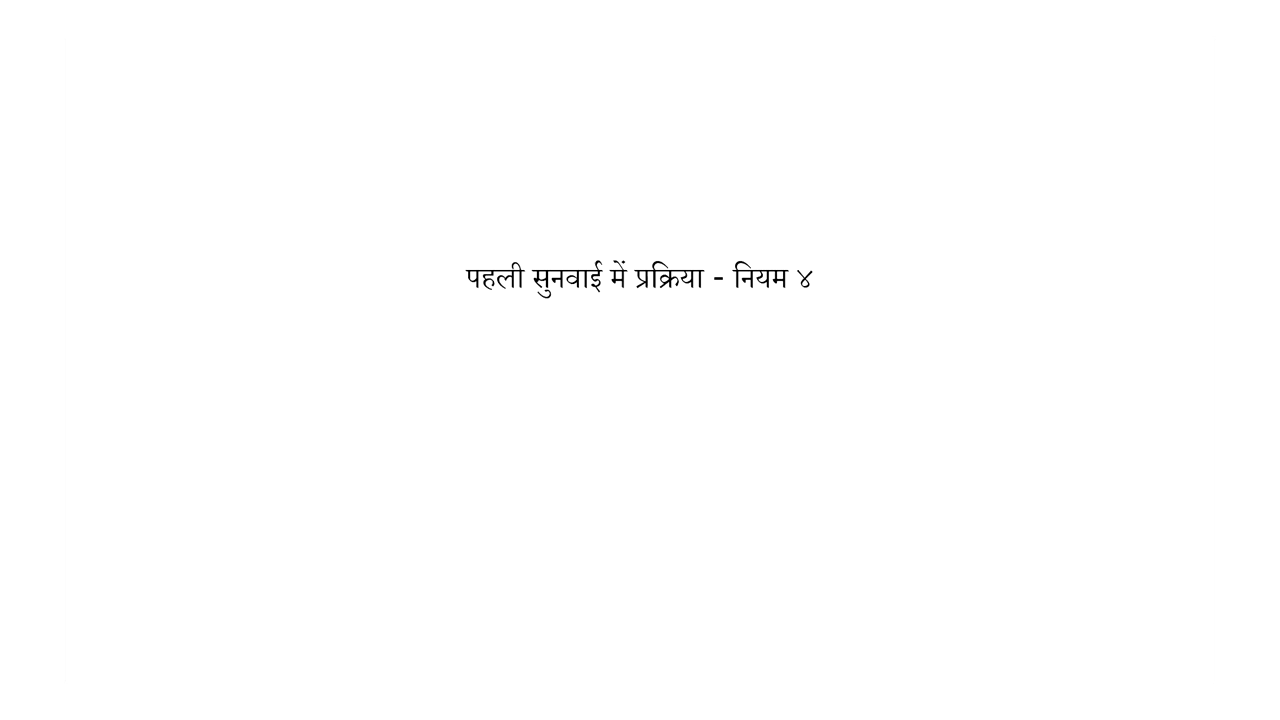 पहली सुनवाई में प्रक्रिया - नियम ४